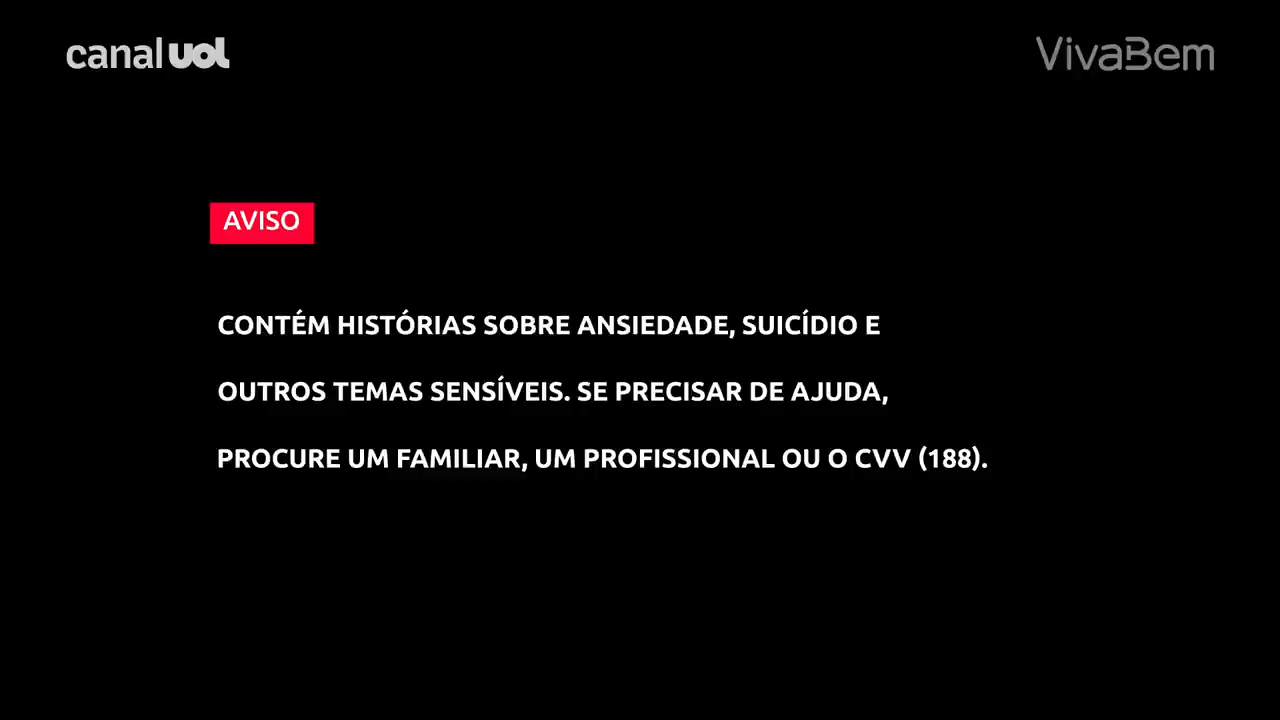 canal uol
VivaBem
AVISO
CONTÉM HISTÓRIAS SOBRE ANSIEDADE, SUICÍDIO E
OUTROS TEMAS SENSÍVEIS. SE PRECISAR DE AJUDA,
PROCURE UM FAMILIAR, UM PROFISSIONAL OU O CVV (188).